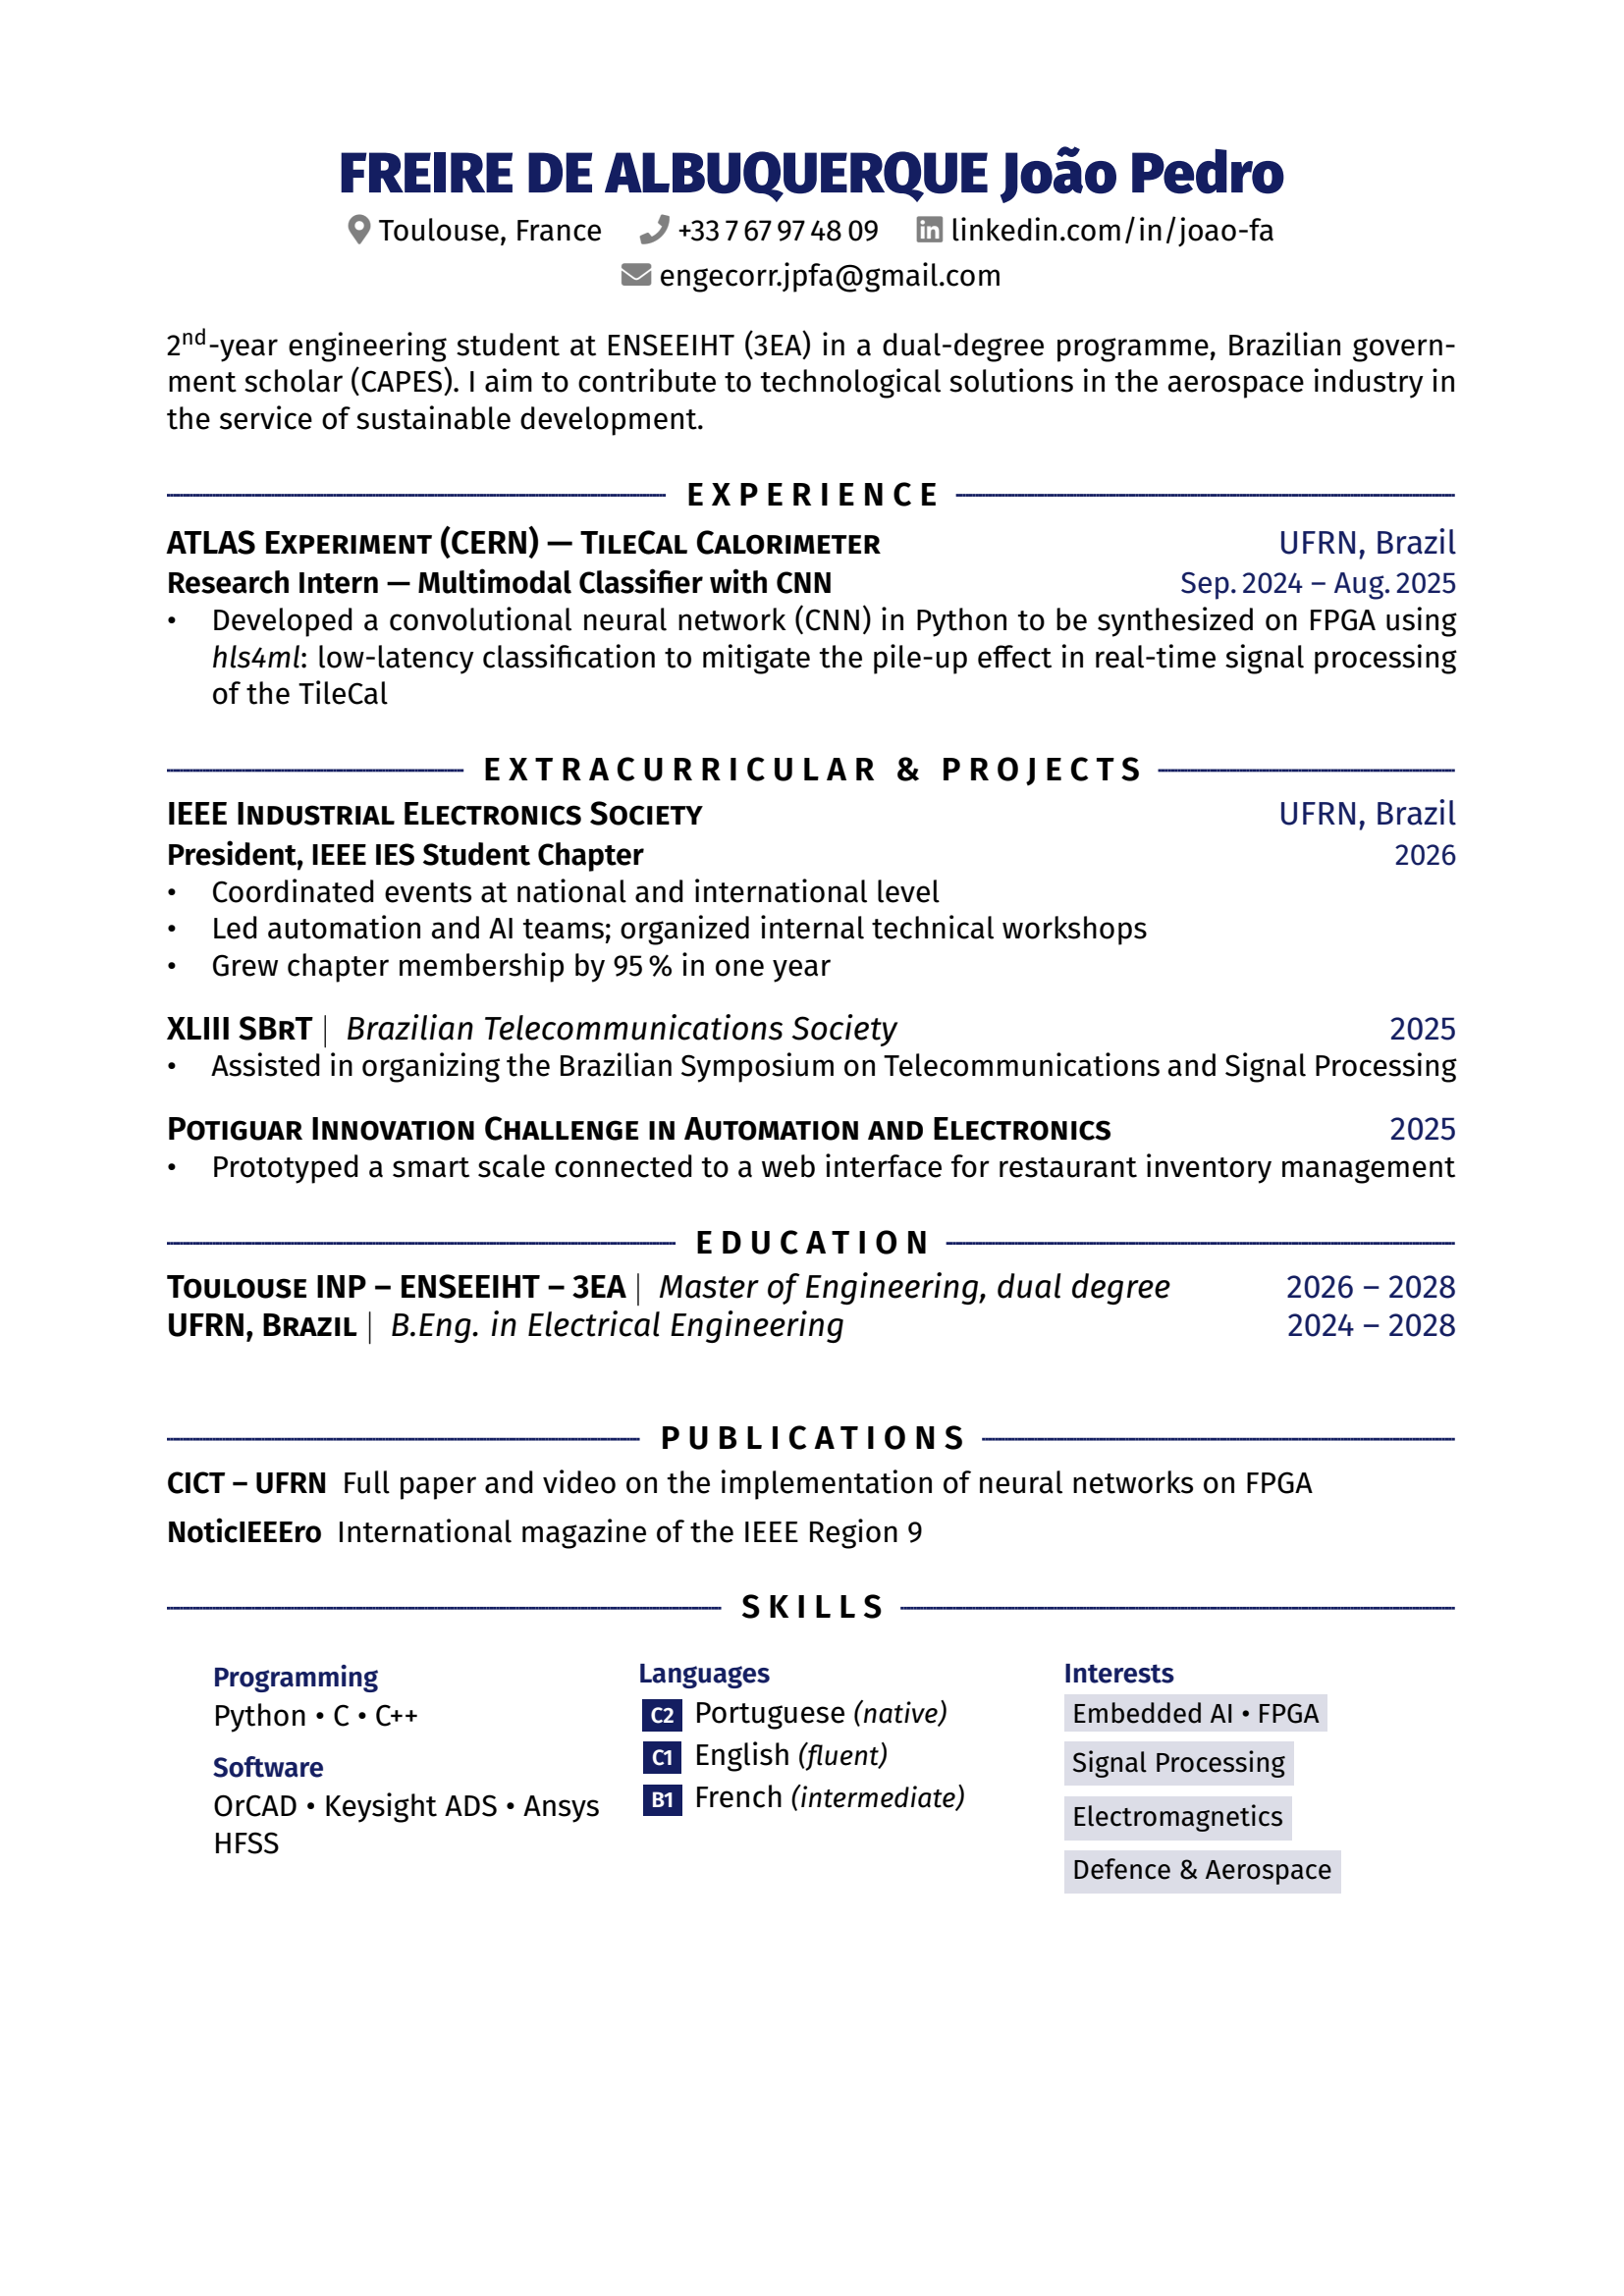 FREIRE DE ALBUQUERQUE João Pedro
Toulouse, France +33 7 67 97 48 09 linkedin.com/in/joao-fa
engecorr.jpfa@gmail.com
2nd-year engineering student at ENSEEIHT (3EA) in a dual-degree programme, Brazilian govern-
ment scholar (CAPES). I aim to contribute to technological solutions in the aerospace industry in
the service of sustainable development.
EXPERIENCE
ATLAS Experiment (CERN) — TileCal Calorimeter UFRN, Brazil
Research Intern — Multimodal Classifier with CNN Sep. 2024 – Aug. 2025
• Developed a convolutional neural network (CNN) in Python to be synthesized on FPGA using
hls4ml: low-latency classification to mitigate the pile-up effect in real-time signal processing
of the TileCal
EXTRACURRICULAR & PROJECTS
IEEE Industrial Electronics Society UFRN, Brazil
President, IEEE IES Student Chapter 2026
• Coordinated events at national and international level
• Led automation and AI teams; organized internal technical workshops
• Grew chapter membership by 95 % in one year
XLIII SBrT | Brazilian Telecommunications Society 2025
• Assisted in organizing the Brazilian Symposium on Telecommunications and Signal Processing
Potiguar Innovation Challenge in Automation and Electronics 2025
• Prototyped a smart scale connected to a web interface for restaurant inventory management
EDUCATION
Toulouse INP – ENSEEIHT – 3EA | Master of Engineering, dual degree 2026 – 2028
UFRN, Brazil | B.Eng. in Electrical Engineering 2024 – 2028
PUBLICATIONS
CICT – UFRN Full paper and video on the implementation of neural networks on FPGA
NoticIEEEro International magazine of the IEEE Region 9
SKILLS
Programming
Python • C • C++
Software
OrCAD • Keysight ADS • Ansys
HFSS
Languages
C2 Portuguese (native)
C1 English (fluent)
B1 French (intermediate)
Interests
Embedded AI • FPGA
Signal Processing
Electromagnetics
Defence & Aerospace